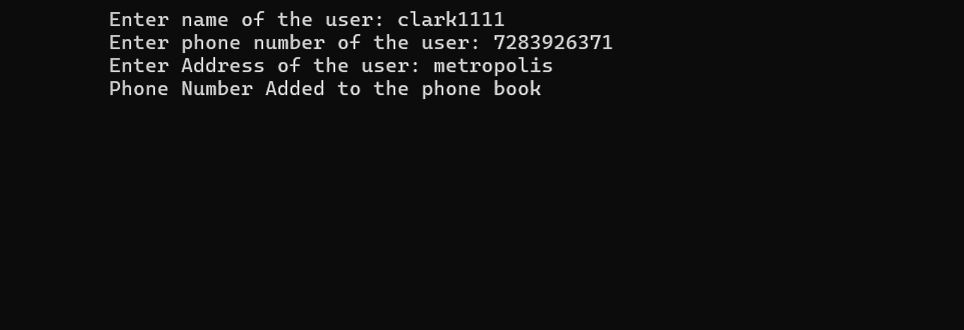 Enter name of the user: clark1111
Enter phone number of the user: 7283926371
Enter Address of the user: metropolis
Phone Number Added to the phone book